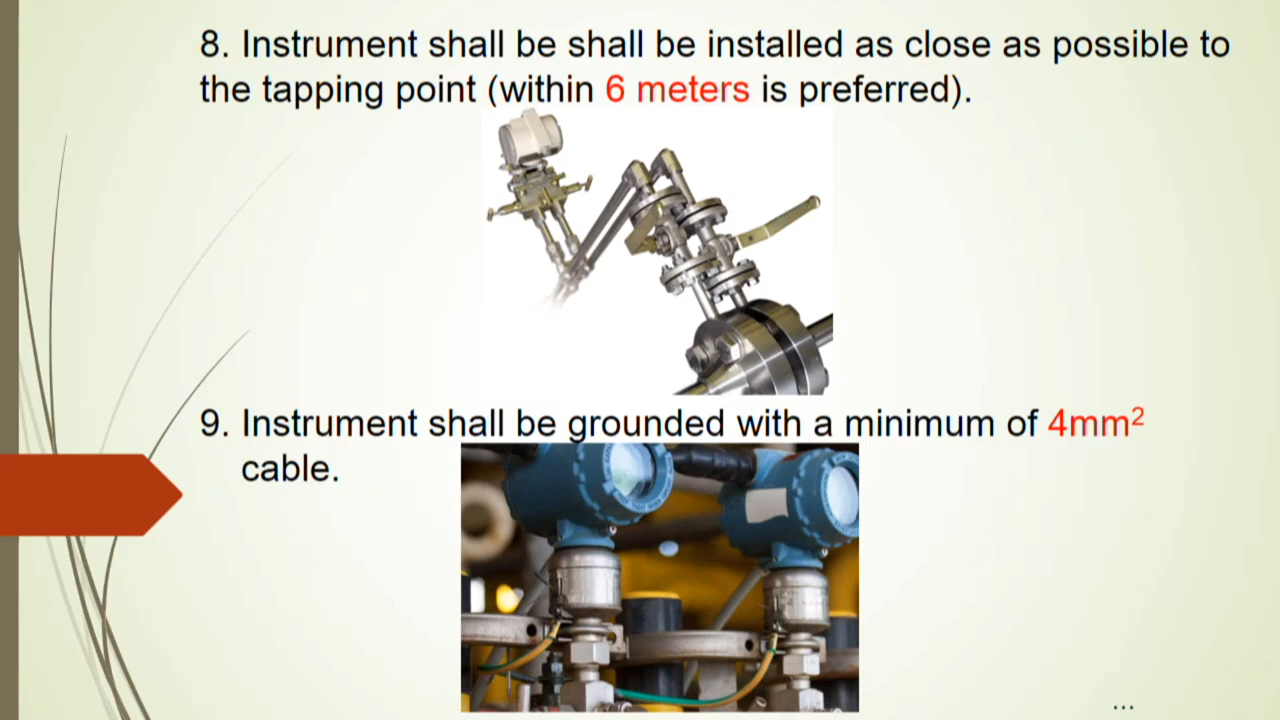 8. Instrument shall be shall be installed as close as possible to
the tapping point (within 6 meters is preferred).
9. Instrument shall be grounded with a minimum of 4mm²
cable.
...